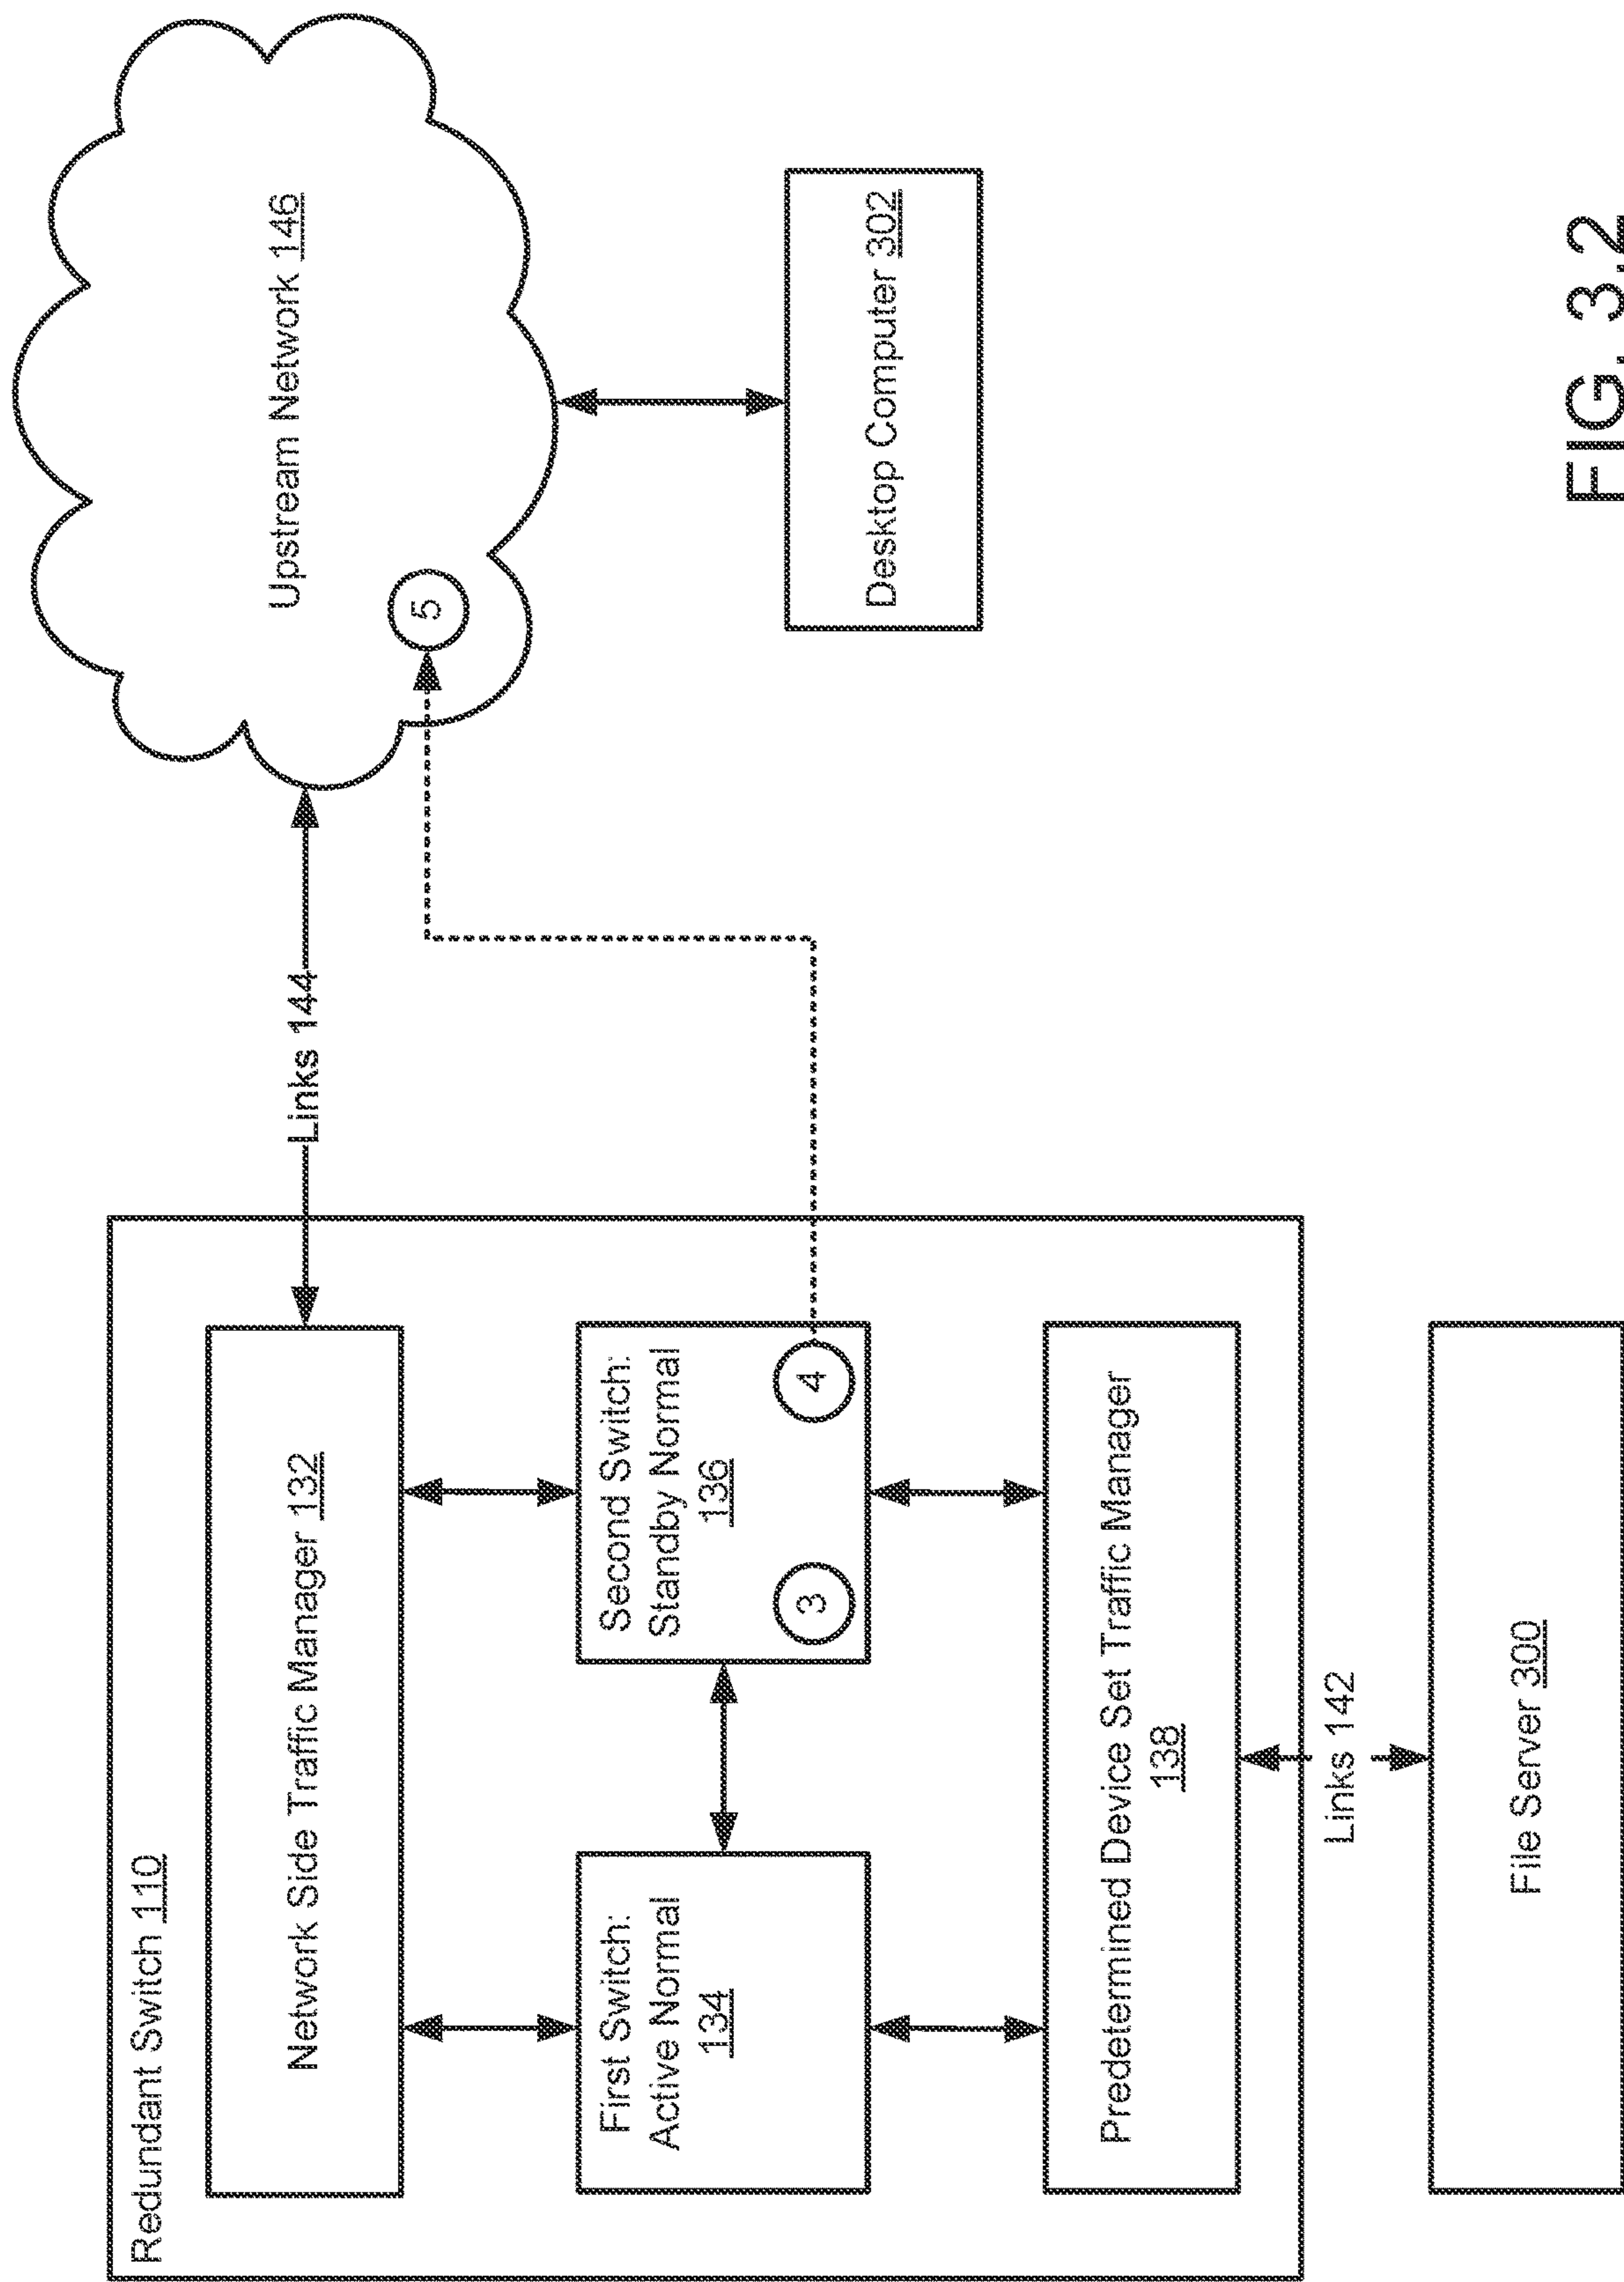 Redundant Switch 110
Network Side Traffic Manager 132
Links 144
Upstream Network 146
5
First Switch:
Active Normal
134
Second Switch:
Standby Normal
136
3
4
Desktop Computer 302
Predetermined Device Set Traffic Manager
138
Links 142
File Server 300
FIG. 3.2